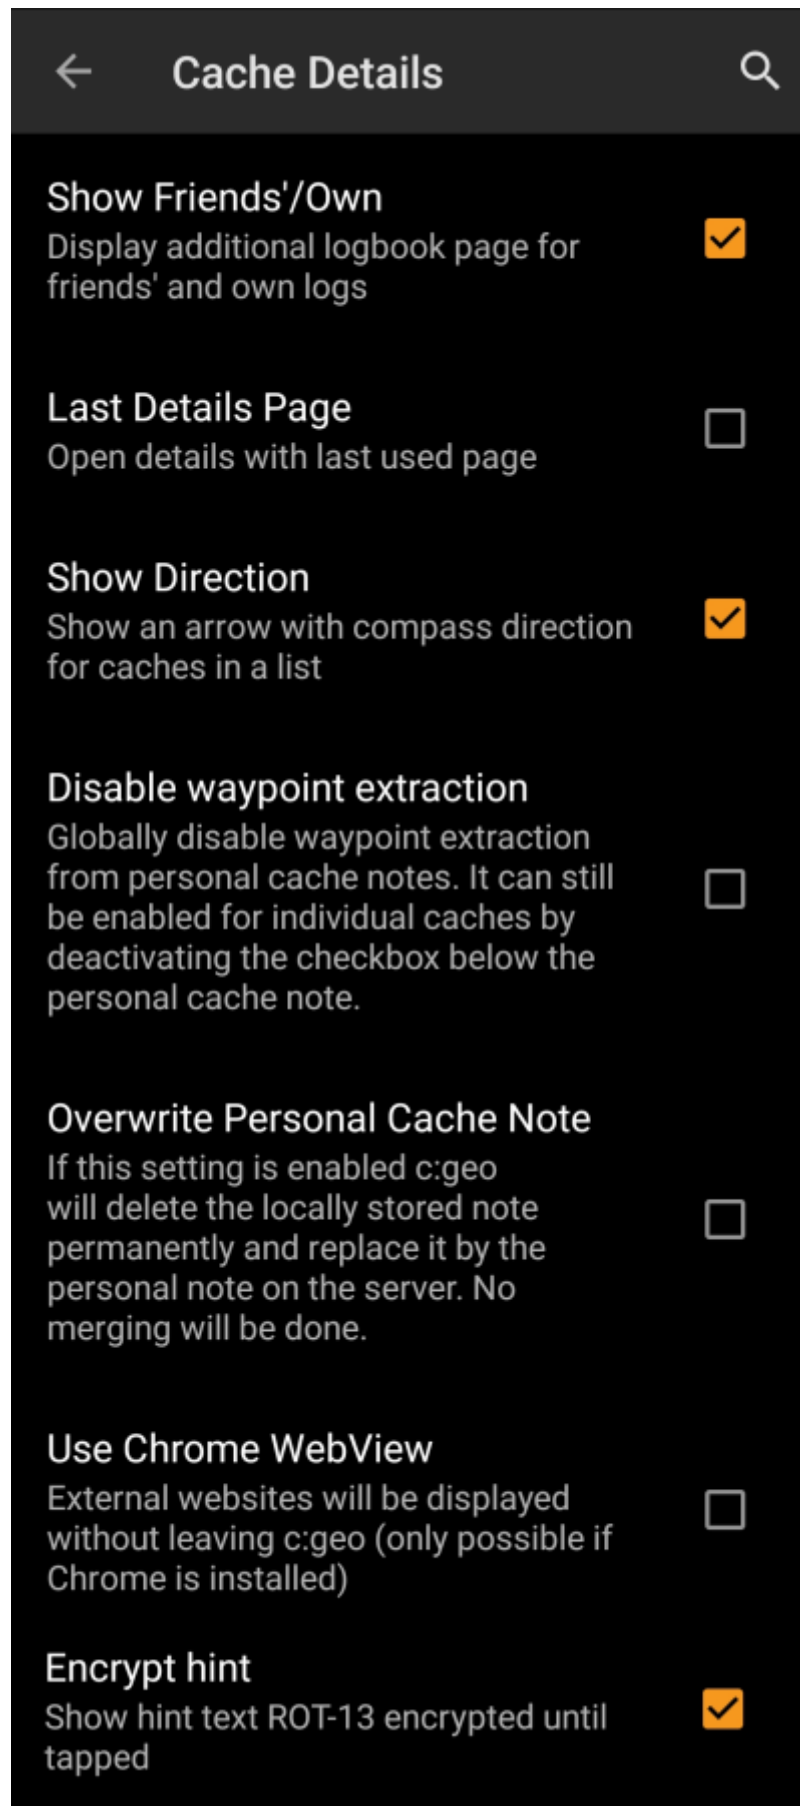 Cache Details
Show Friends'/Own
Display additional logbook page for
friends' and own logs
Last Details Page
Open details with last used page
Show Direction
Show an arrow with compass direction
for caches in a list
Disable waypoint extraction
Globally disable waypoint extraction
from personal cache notes. It can still
be enabled for individual caches by
deactivating the checkbox below the
personal cache note.
Overwrite Personal Cache Note
If this setting is enabled c:geo
will delete the locally stored note
permanently and replace it by the
personal note on the server. No
merging will be done.
Use Chrome WebView
External websites will be displayed
without leaving c:geo (only possible if
Chrome is installed)
Encrypt hint
Show hint text ROT-13 encrypted until
tapped